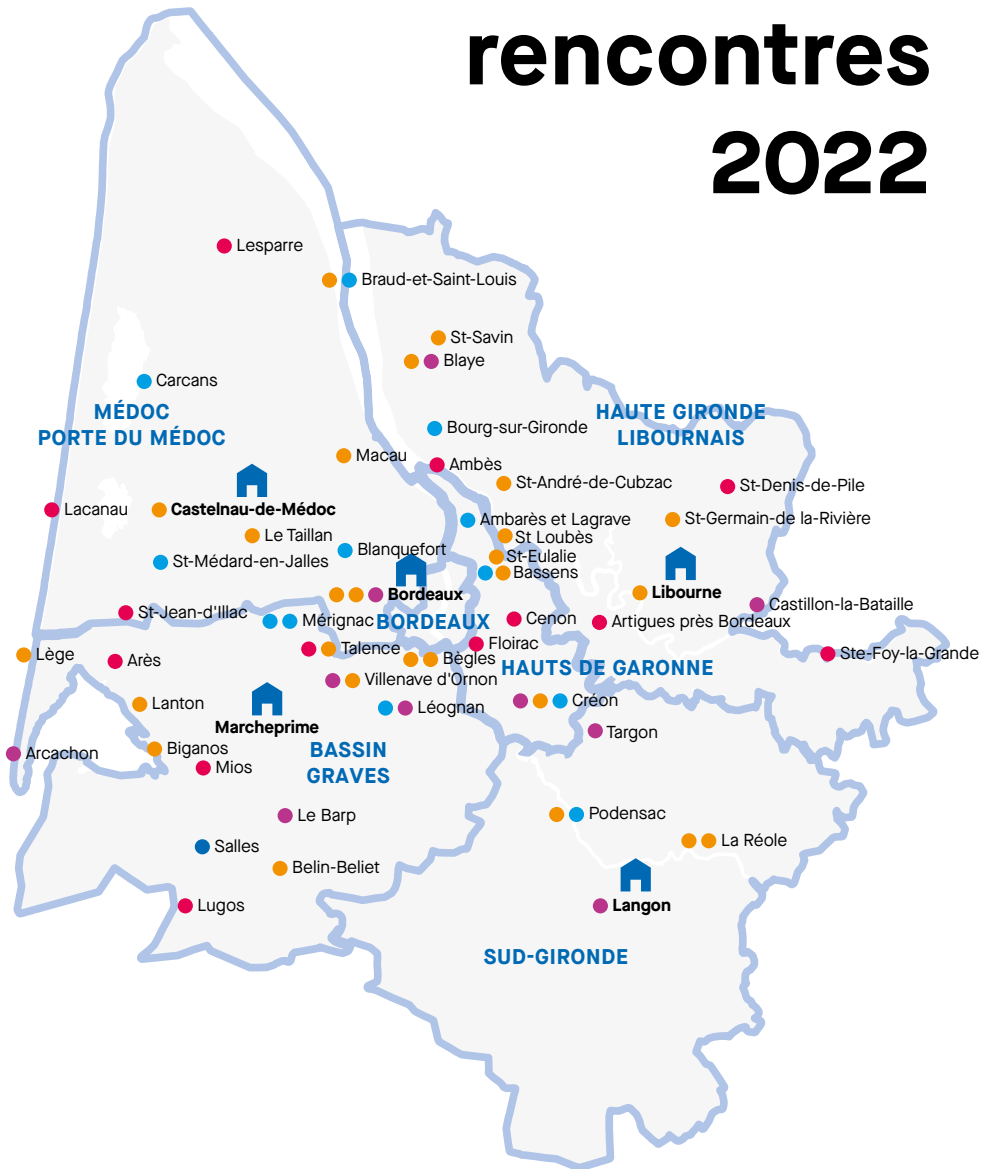 rencontres
2022
Lesparre
Braud-et-Saint-Louis
St-Savin
Blaye
Carcans
MÉDOC
PORTE DU MÉDOC
HAUTE GIRONDE
LIBOURNAIS
Bourg-sur-Gironde
Macau
Ambès
St-André-de-Cubzac
St-Denis-de-Pile
Lacanau
Castelnau-de-Médoc
Ambarès et Lagrave
St-Germain-de la-Rivière
Le Taillan
St Loubès
Blanquefort
St-Eulalie
St-Médard-en-Jalles
Bassens
Bordeaux
Libourne
Castillon-la-Bataille
St-Jean-d'Illac
Mérignac
BORDEAUX
Cenon
Artigues près Bordeaux
Floirac
Talence
Lège
Arès
Bègles
HAUTS DE GARONNE
Ste-Foy-la-Grande
Villenave d'Ornon
Lanton
Léognan
Créon
Marcheprime
Targon
Arcachon
Biganos
BASSIN
GRAVES
Mios
Le Barp
Podensac
La Réole
Salles
Belin-Beliet
Lugos
Langon
SUD-GIRONDE